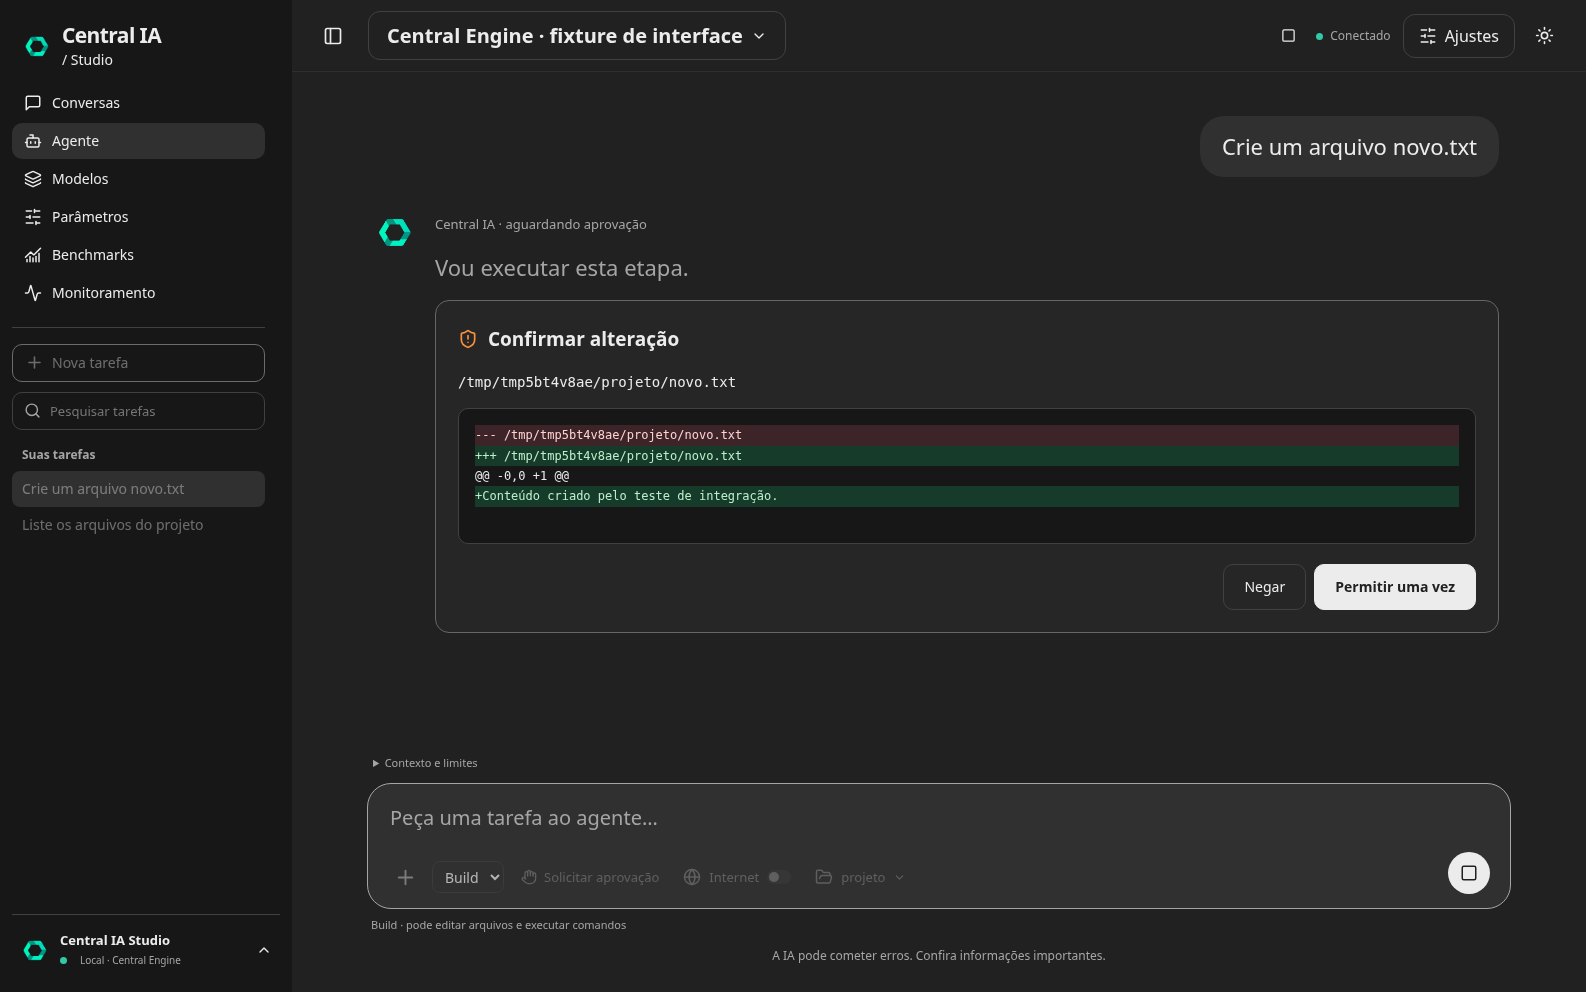 Central IA
/ Studio
Conversas
Agente
Modelos
Parâmetros
Benchmarks
Monitoramento
Nova tarefa
Pesquisar tarefas
Suas tarefas
Crie um arquivo novo.txt
Liste os arquivos do projeto
Central IA Studio
Local · Central Engine
Central Engine · fixture de interface
Conectado
Ajustes
Crie um arquivo novo.txt
Central IA · aguardando aprovação
Vou executar esta etapa.
Confirmar alteração
/tmp/tmp5bt4v8ae/projeto/novo.txt
--- /tmp/tmp5bt4v8ae/projeto/novo.txt
+++ /tmp/tmp5bt4v8ae/projeto/novo.txt
@@ -0,0 +1 @@
+Conteúdo criado pelo teste de integração.
Negar
Permitir uma vez
Contexto e limites
Peça uma tarefa ao agente...
Build
Solicitar aprovação
Internet
projeto
Build · pode editar arquivos e executar comandos
A IA pode cometer erros. Confira informações importantes.